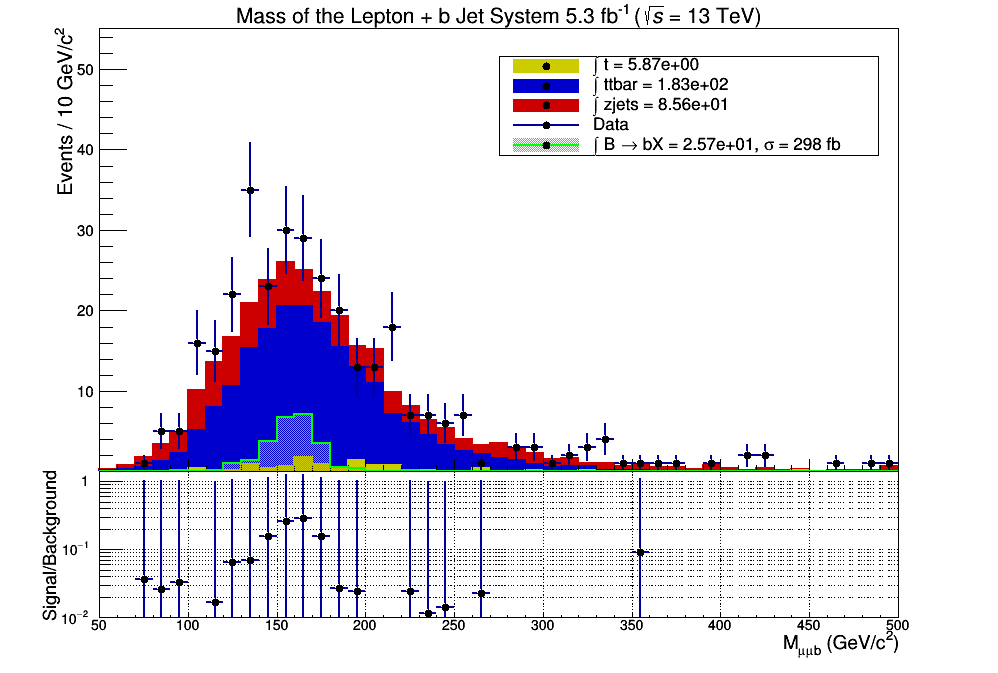 Mass of the Lepton + b Jet System 5.3 fb⁻¹ (√s = 13 TeV)
Events / 10 GeV/c²
50
40
30
20
10
∫ t = 5.87e+00
∫ ttbar = 1.83e+02
∫ zjets = 8.56e+01
Data
∫ B → bX = 2.57e+01, σ = 298 fb
Signal/Background
1
10⁻¹
10⁻²
50 100 150 200 250 300 350 400 450 500
M_μμb (GeV/c²)